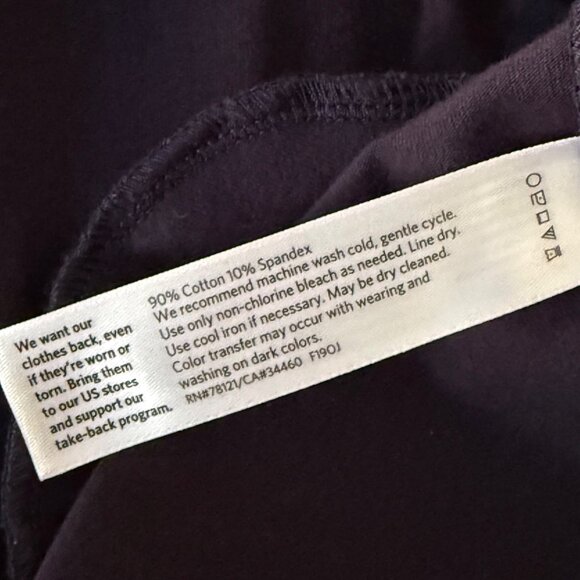 We want our
clothes back, even
if they're worn or
torn. Bring them
to our US stores
and support our
take-back program.
90% Cotton 10% Spandex
We recommend machine wash cold, gentle cycle.
Use only non-chlorine bleach as needed. Line dry.
Use cool iron if necessary. May be dry cleaned.
Color transfer may occur with wearing and
washing on dark colors.
RN#78121/CA#34460 F19OJ